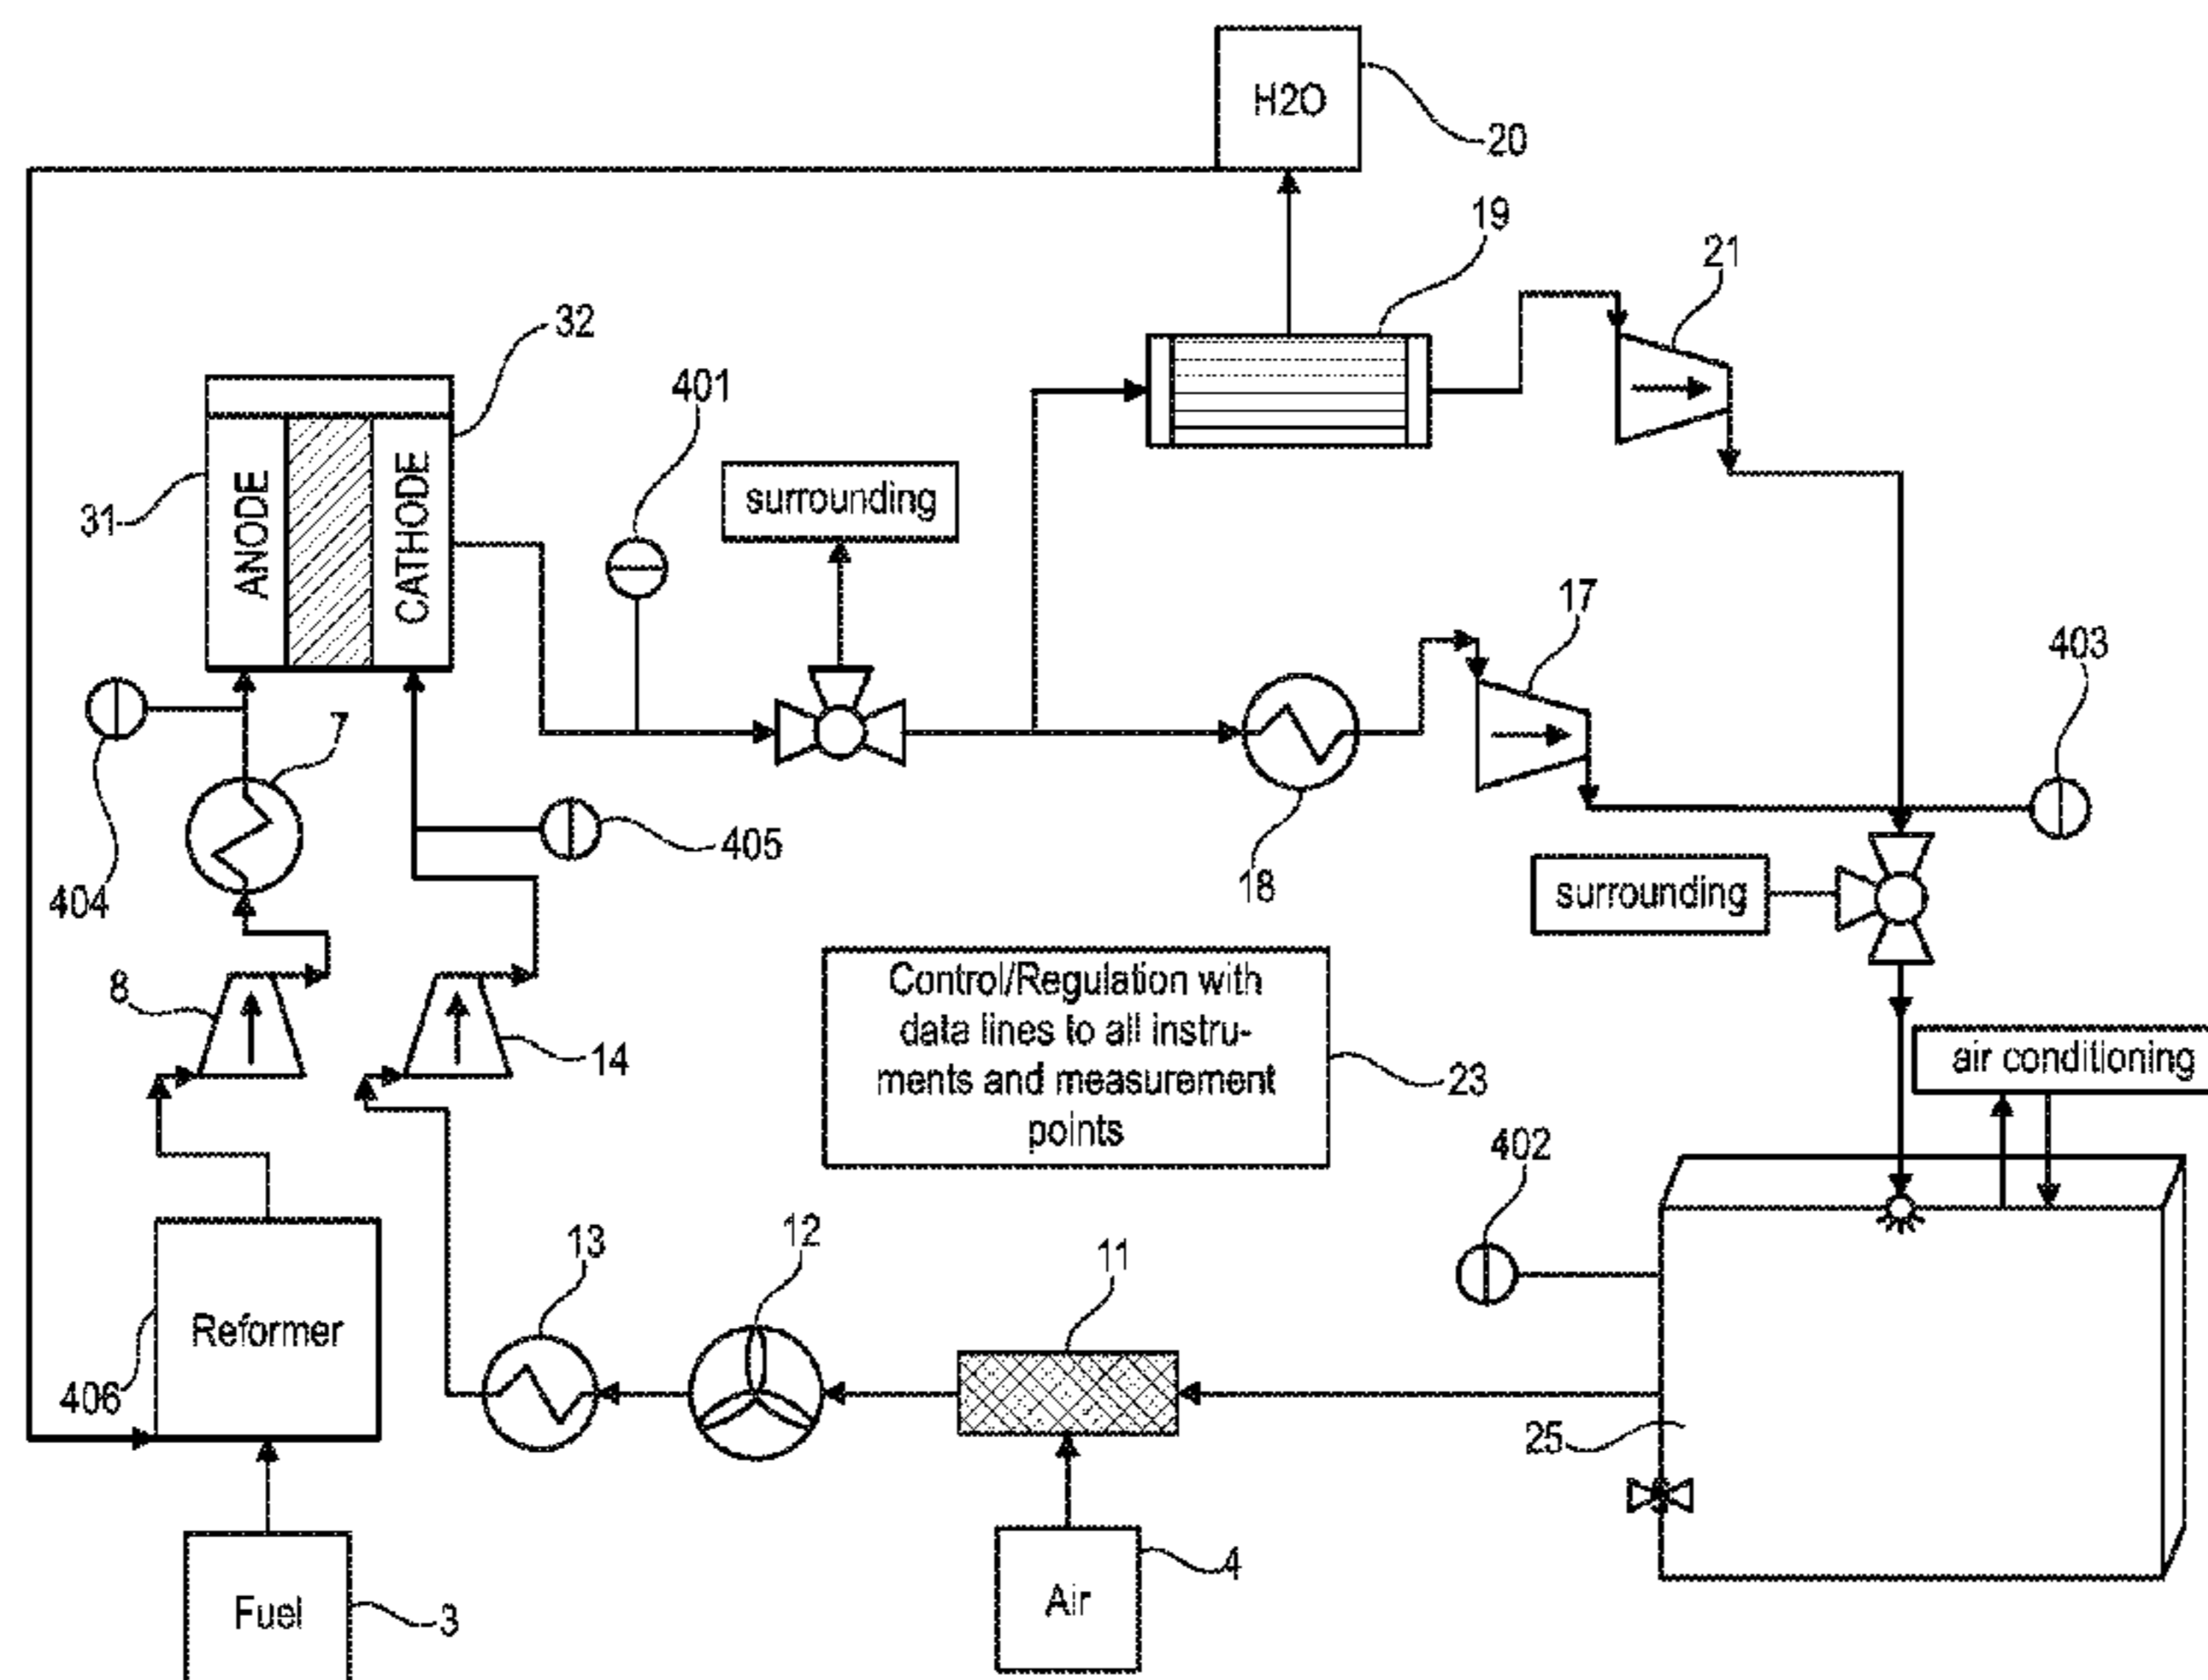 H2O
20
19
21
32
401
surrounding
31
ANODE
CATHODE
17
403
7
405
404
18
surrounding
8
14
Control/Regulation with
data lines to all instru-
ments and measurement
points
23
air conditioning
402
13
12
11
Reformer
406
25
Fuel
3
Air
4